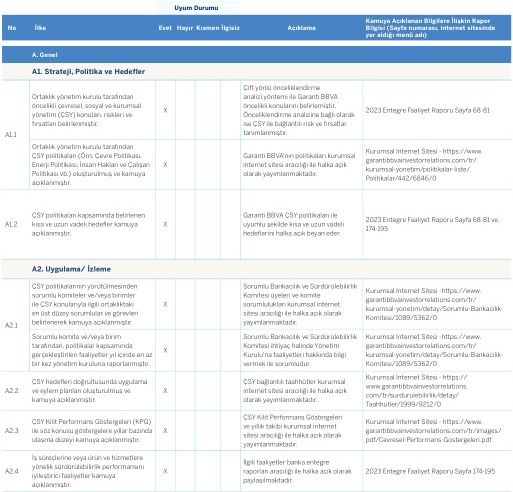 Uyum Durumu
No İlke Evet Hayır Kısmen İlgisiz Açıklama Kamuya Açıklanan Bilgilere İlişkin Rapor
Bilgisi (Sayfa numarası, internet sitesinde
yer aldığı menü adı)
A. Genel
A1. Strateji, Politika ve Hedefler
A1.1
Ortaklık yönetim kurulu tarafından
öncelikli çevresel, sosyal ve kurumsal
yönetim (ÇSY) konuları, riskleri ve
fırsatları belirlenmiştir.
X
Çift yönlü önceliklendirme
analizi yöntemi ile Garanti BBVA
öncelikli konularını belirlemiştir.
Önceliklendirme analizine bağlı olarak
ise ÇSY ile bağlantılı risk ve fırsatlar
tanımlanmıştır.
2023 Entegre Faaliyet Raporu Sayfa 68-81
Ortaklık yönetim kurulu tarafından
ÇSY politikaları (Örn: Çevre Politikası,
Enerji Politikası, İnsan Hakları ve Çalışan
Politikası vb.) oluşturulmuş ve kamuya
açıklanmıştır.
X
Garanti BBVA'nın politikaları kurumsal
internet sitesi aracılığı ile halka açık
olarak yayımlanmaktadır.
Kurumsal İnternet Sitesi - https://www.
garantibbvainvestorrelations.com/tr/
kurumsal-yonetim/politikalar-liste/
Politikalar/442/6846/0
A1.2
ÇSY politikaları kapsamında belirlenen
kısa ve uzun vadeli hedefler kamuya
açıklanmıştır.
X
Garanti BBVA ÇSY politikaları ile
uyumlu şekilde kısa ve uzun vadeli
hedeflerini halka açık beyan eder.
2023 Entegre Faaliyet Raporu Sayfa 68-81 ve
174-195
A2. Uygulama/ İzleme
A2.1
ÇSY politikalarının yürütülmesinden
sorumlu komiteler ve/veya birimler
ile ÇSY konularıyla ilgili ortaklıktaki
en üst düzey sorumlular ve görevleri
belirlenerek kamuya açıklanmıştır.
X
Sorumlu Bankacılık ve Sürdürülebilirlik
Komitesi üyeleri ve komite
sorumlulukları kurumsal internet
sitesi aracılığı ile halka açık olarak
yayımlanmaktadır.
Kurumsal İnternet Sitesi -https://www.
garantibbvainvestorrelations.com/tr/
kurumsal-yonetim/detay/Sorumlu-Bankacilik-
Komitesi/1089/5362/0
Sorumlu komite ve/veya birim
tarafından, politikalar kapsamında
gerçekleştirilen faaliyetler yıl içinde en az
bir kez yönetim kuruluna raporlanmıştır.
X
Sorumlu Bankacılık ve Sürdürülebilirlik
Komitesi ihtiyaç halinde Yönetim
Kurulu'na faaliyetleri hakkında bilgi
vermek ile sorumludur.
Kurumsal İnternet Sitesi -https://www.
garantibbvainvestorrelations.com/tr/
kurumsal-yonetim/detay/Sorumlu-Bankacilik-
Komitesi/1089/5362/0
A2.2
ÇSY hedefleri doğrultusunda uygulama
ve eylem planları oluşturulmuş ve
kamuya açıklanmıştır.
X
ÇSY bağlantılı taahhütler kurumsal
internet sitesi aracılığı ile halka açık
olarak yayımlanmaktadır.
Kurumsal İnternet Sitesi - https://
www.garantibbvainvestorrelations.
com/tr/surdurulebilirlik/detay/
Taahhutler/1999/9212/0
A2.3
ÇSY Kilit Performans Göstergeleri (KPG)
ile söz konusu göstergelere yıllar bazında
ulaşma düzeyi kamuya açıklanmıştır.
X
ÇSY Kilit Performans Göstergeleri
ve yıllık takibi kurumsal internet
sitesi aracılığı ile halka açık olarak
yayımlanmaktadır.
Kurumsal İnternet Sitesi - https://www.
garantibbvainvestorrelations.com/tr/images/
pdf/Cevresel-Performans-Gostergeleri.pdf
A2.4
İş süreçlerine veya ürün ve hizmetlere
yönelik sürdürülebilirlik performansını
iyileştirici faaliyetler kamuya
açıklanmıştır.
X
İlgili faaliyetler banka entegre
raporları aracılığı ile halka açık olarak
paylaşılmaktadır.
2023 Entegre Faaliyet Raporu Sayfa 174-195